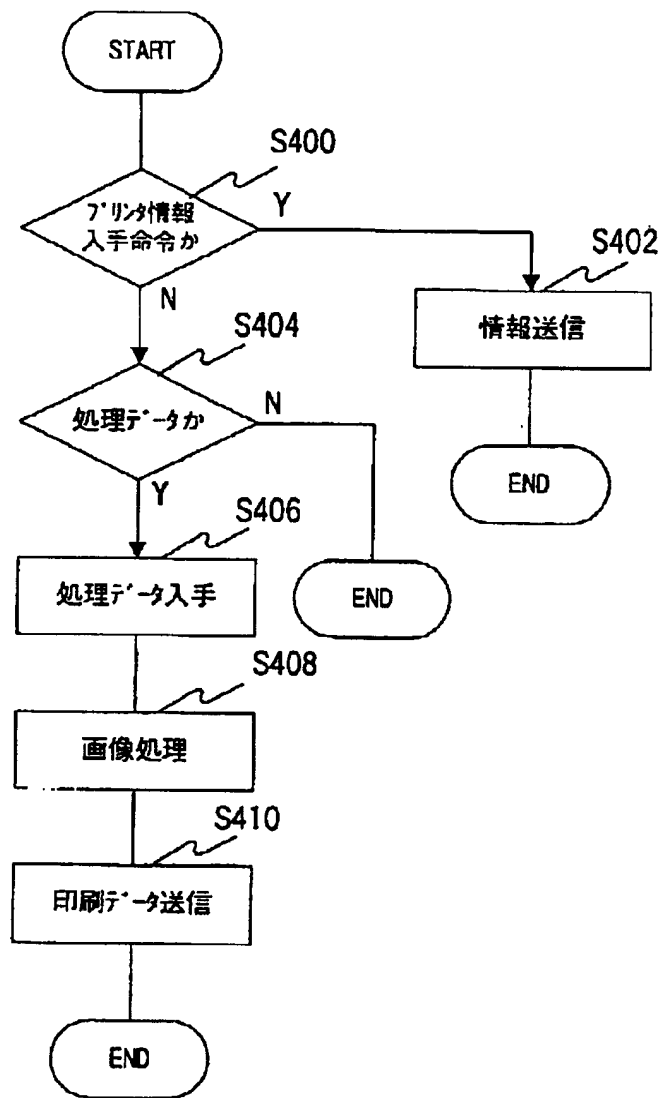 START
S400
プリンタ情報
入手命令か
Y
S402
N
情報送信
S404
処理データか
N
END
Y
S406
処理データ入手
END
S408
画像処理
S410
印刷データ送信
END